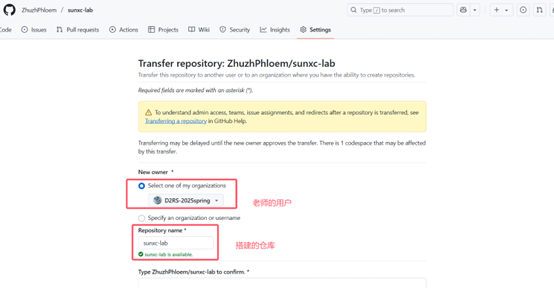 ZhuzhPhloem / sunxc-lab
Type / to search
Code Issues Pull requests Actions Projects Wiki Security Insights Settings
Transfer repository: ZhuzhPhloem/sunxc-lab
Transfer this repository to another user or to an organization where you have the ability to create repositories.
Required fields are marked with an asterisk (*).
To understand admin access, teams, issue assignments, and redirects after a repository is transferred, see
Transferring a repository in GitHub Help.
Transferring may be delayed until the new owner approves the transfer. There is 1 codespace that may be affected
by this transfer.
New owner *
Select one of my organizations
D2RS-2025spring
老师的用户
Specify an organization or username
Repository name *
搭建的仓库
sunxc-lab
sunxc-lab is available.
Type ZhuzhPhloem/sunxc-lab to confirm. *